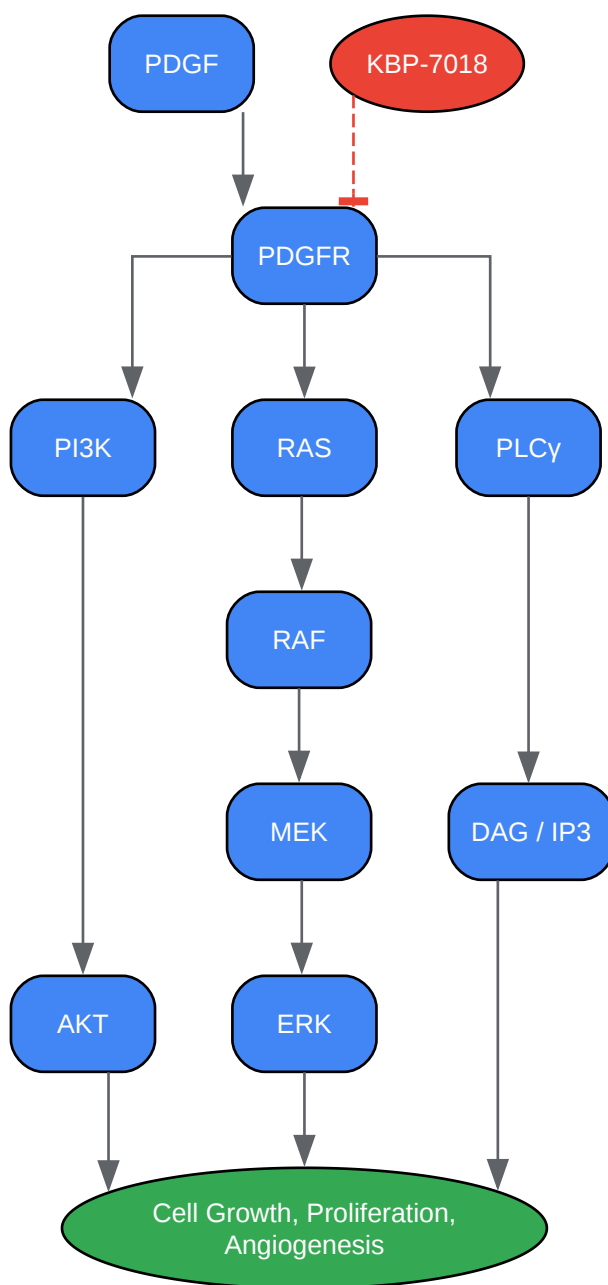 PDGF
KBP-7018
PDGFR
PI3K
RAS
PLCγ
RAF
MEK
DAG / IP3
AKT
ERK
Cell Growth, Proliferation,
Angiogenesis